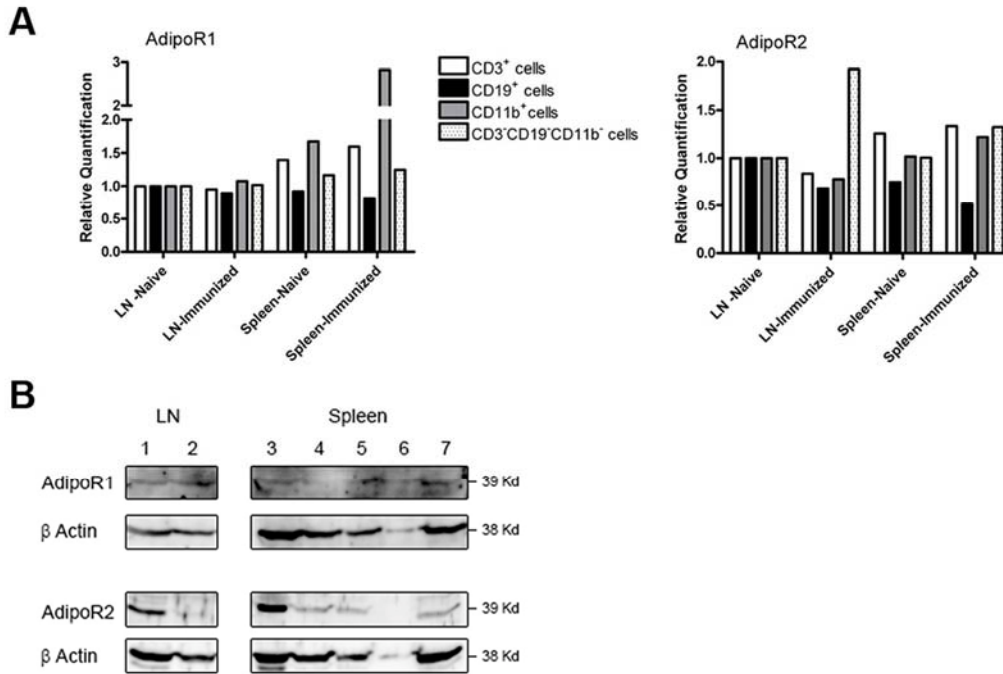 A
AdipoR1
Relative Quantification
3
2
1.5
1.0
0.5
0.0
LN -Naive
LN-Immunized
Spleen-Naive
Spleen-Immunized
CD3+ cells
CD19+ cells
CD11b+cells
CD3-CD19-CD11b- cells
AdipoR2
Relative Quantification
2.0
1.5
1.0
0.5
0.0
LN -Naive
LN-Immunized
Spleen-Naive
Spleen-Immunized
B
LN Spleen
1 2 3 4 5 6 7
AdipoR1 39 Kd
β Actin 38 Kd
AdipoR2 39 Kd
β Actin 38 Kd